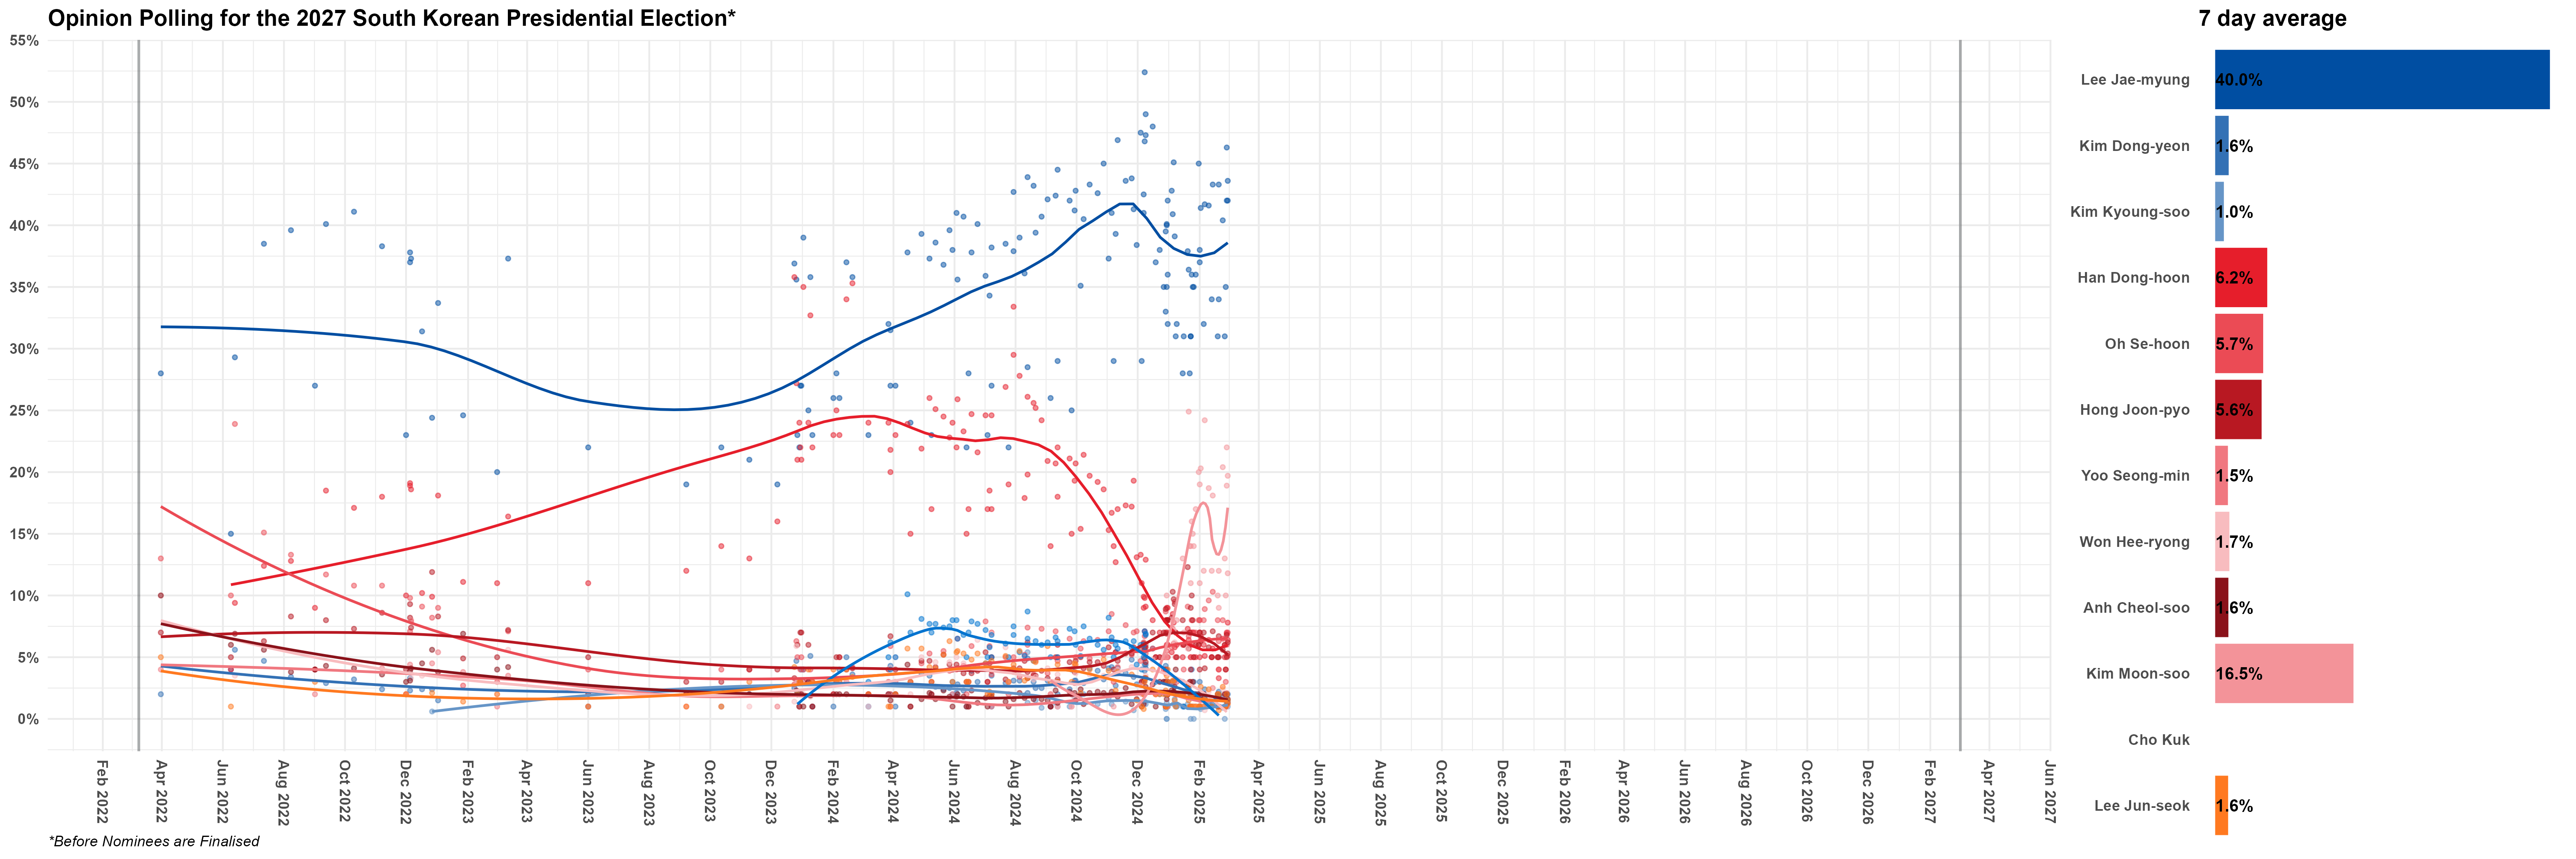 Opinion Polling for the 2027 South Korean Presidential Election*
7 day average
55%
50%
45%
40%
35%
30%
25%
20%
15%
10%
5%
0%
Feb 2022
Apr 2022
Jun 2022
Aug 2022
Oct 2022
Dec 2022
Feb 2023
Apr 2023
Jun 2023
Aug 2023
Oct 2023
Dec 2023
Feb 2024
Apr 2024
Jun 2024
Aug 2024
Oct 2024
Dec 2024
Feb 2025
Apr 2025
Jun 2025
Aug 2025
Oct 2025
Dec 2025
Feb 2026
Apr 2026
Jun 2026
Aug 2026
Oct 2026
Dec 2026
Feb 2027
Apr 2027
Jun 2027
*Before Nominees are Finalised
Lee Jae-myung 40.0%
Kim Dong-yeon 1.6%
Kim Kyoung-soo 1.0%
Han Dong-hoon 6.2%
Oh Se-hoon 5.7%
Hong Joon-pyo 5.6%
Yoo Seong-min 1.5%
Won Hee-ryong 1.7%
Anh Cheol-soo 1.6%
Kim Moon-soo 16.5%
Cho Kuk
Lee Jun-seok 1.6%